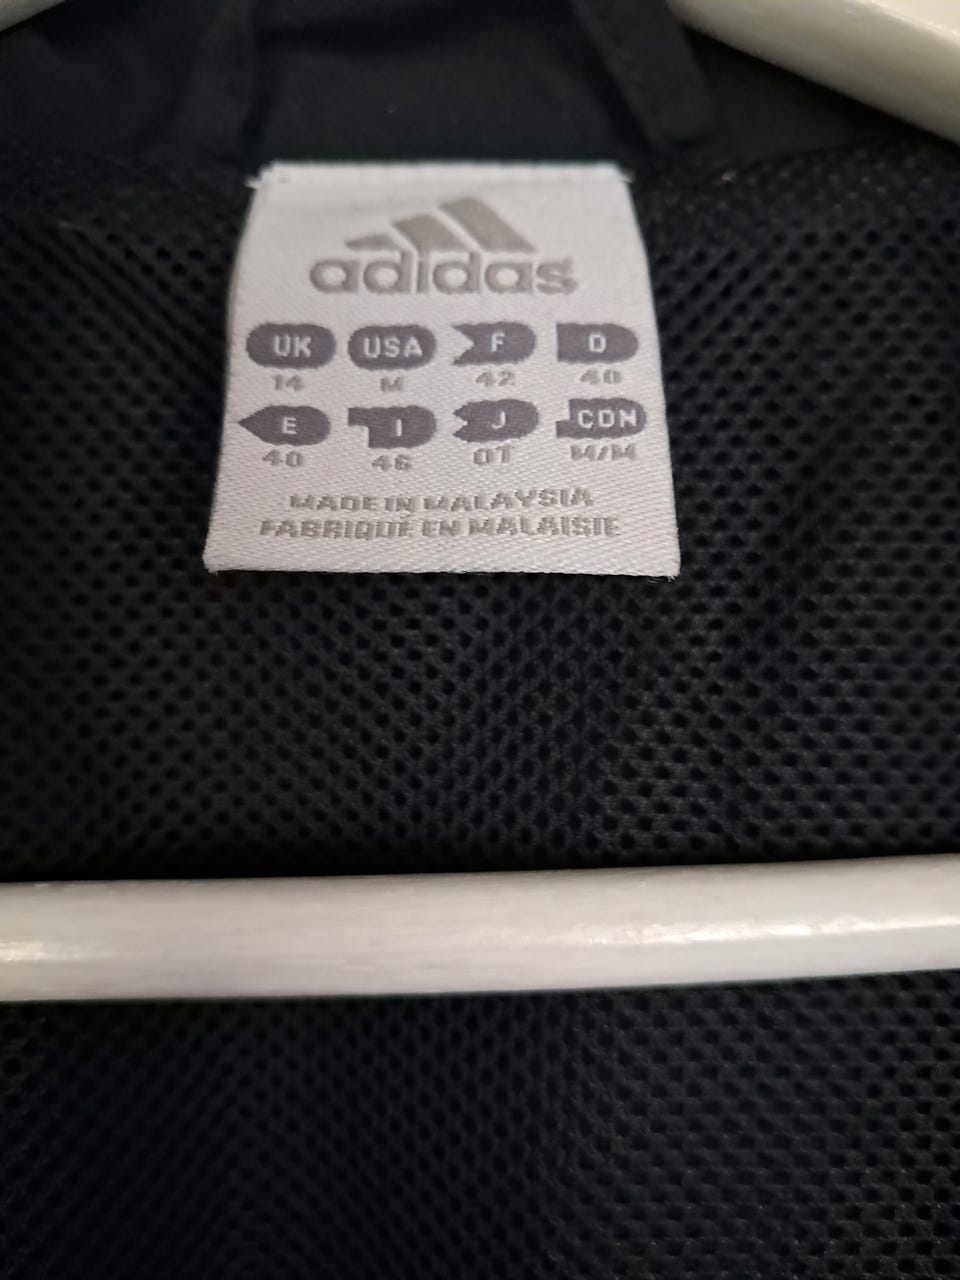 adidas
UK USA F D
14 M 42 40
E I J CDN
40 46 OT M/M
MADE IN MALAYSIA
FABRIQUÉ EN MALAISIE